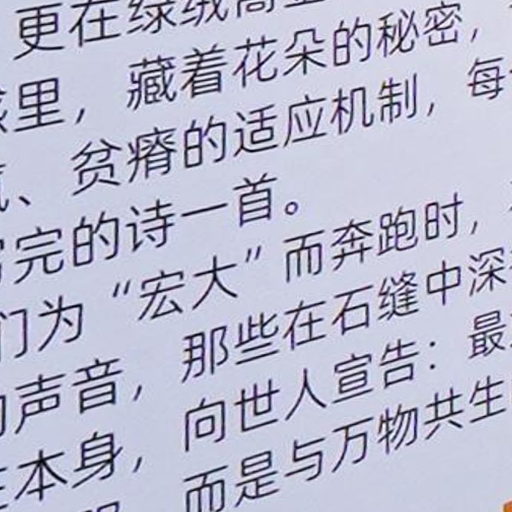 更在绿绒高
里，藏着花朵的秘密，
、贫瘠的适应机制，每
完的诗一首。
们为“宏大”而奔跑时，
声音，那些在石缝中深
本身，向世人宣告：最
而是与万物共生